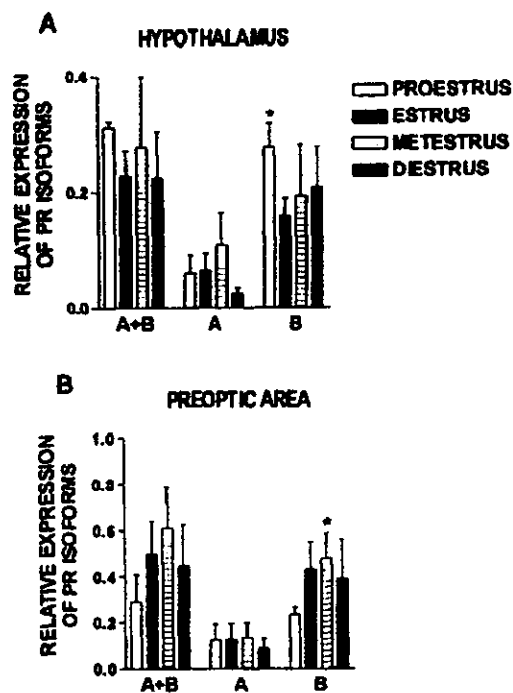 A
HYPOTHALAMUS
RELATIVE EXPRESSION
OF PR ISOFORMS
0.4
0.2
0.0
*
A+B
A
B
PROESTRUS
ESTRUS
METESTRUS
DIESTRUS
B
PREOPTIC AREA
RELATIVE EXPRESSION
OF PR ISOFORMS
1.0
0.8
0.6
0.4
0.2
0.0
*
A+B
A
B